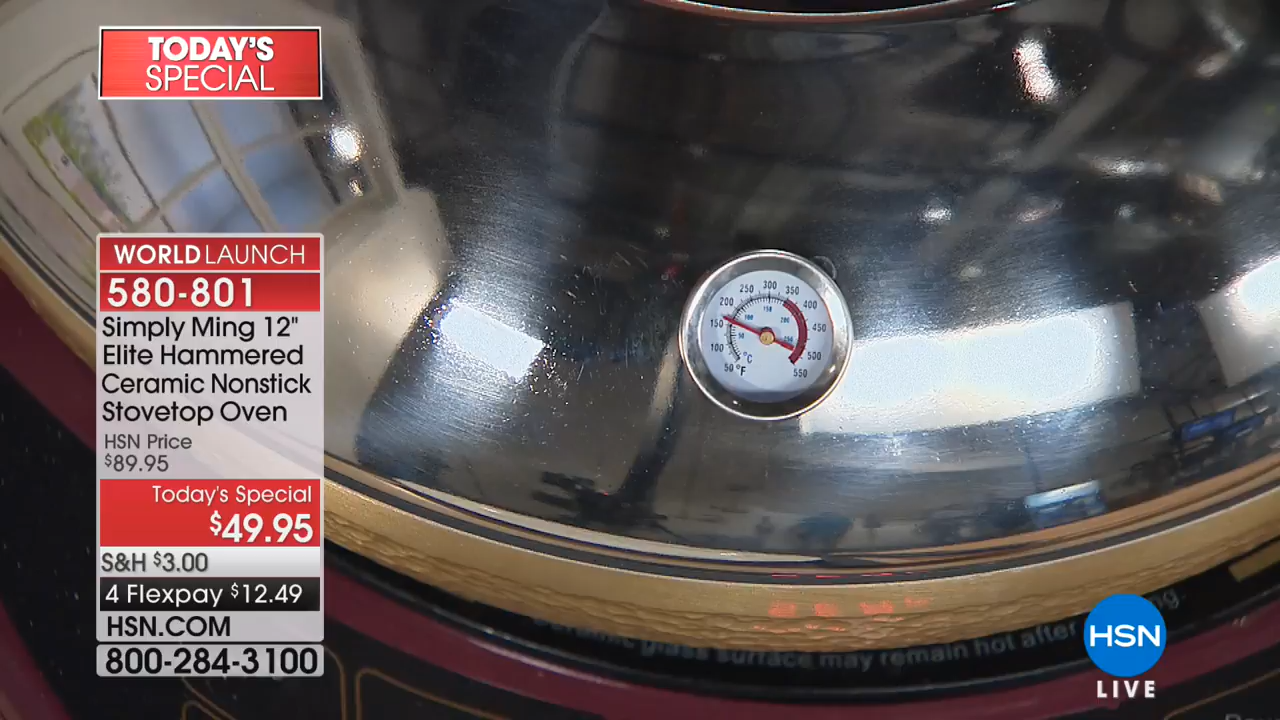 TODAY'S
SPECIAL
WORLD LAUNCH
580-801
Simply Ming 12"
Elite Hammered
Ceramic Nonstick
Stovetop Oven
HSN Price
$89.95
Today's Special
$49.95
S&H $3.00
4 Flexpay $12.49
HSN.COM
800-284-3100
300
250 350
200 400
150 450
100 500
50 °F 550
°C
glass surface may remain hot after
HSN
LIVE